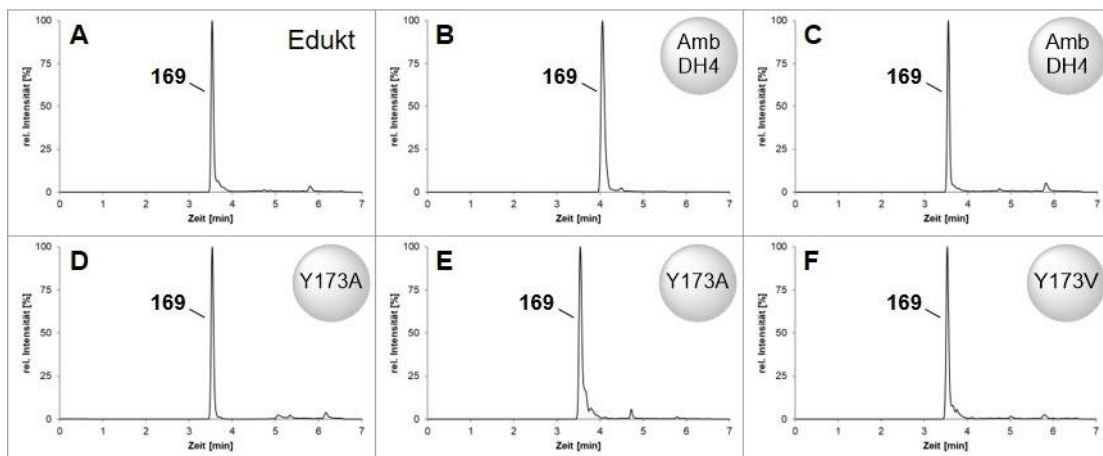 A
Edukt
169
rel. Intensität [%]
100
75
50
25
0
0 1 2 3 4 5 6 7
Zeit [min]
B
Amb
DH4
169
rel. Intensität [%]
100
75
50
25
0
0 1 2 3 4 5 6 7
Zeit [min]
C
Amb
DH4
169
rel. Intensität [%]
100
75
50
25
0
0 1 2 3 4 5 6 7
Zeit [min]
D
Y173A
169
rel. Intensität [%]
100
75
50
25
0
0 1 2 3 4 5 6 7
Zeit [min]
E
Y173A
169
rel. Intensität [%]
100
75
50
25
0
0 1 2 3 4 5 6 7
Zeit [min]
F
Y173V
169
rel. Intensität [%]
100
75
50
25
0
0 1 2 3 4 5 6 7
Zeit [min]